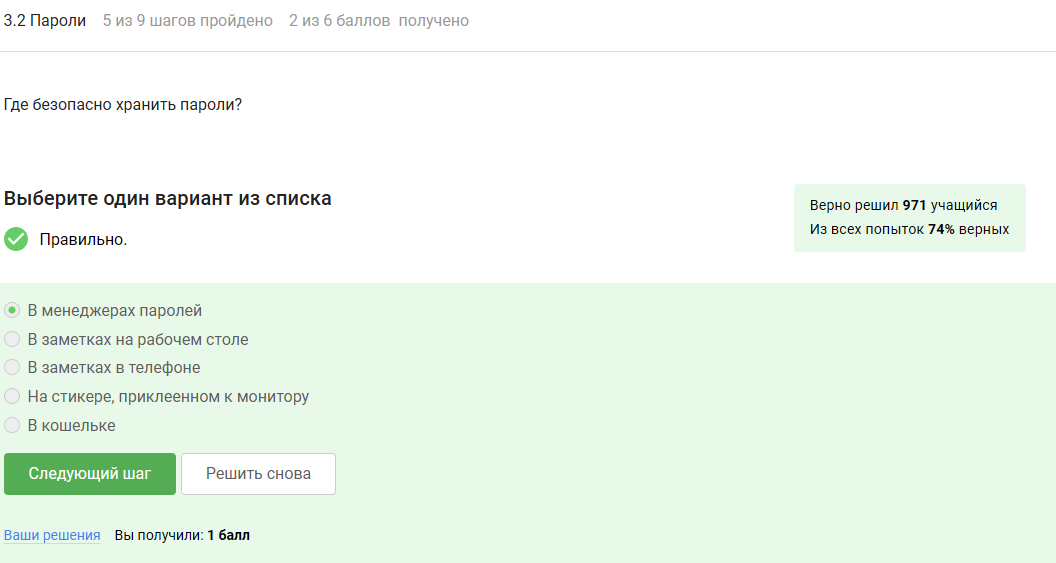 3.2 Пароли 5 из 9 шагов пройдено 2 из 6 баллов получено
Где безопасно хранить пароли?
Выберите один вариант из списка
Правильно.
Верно решил 971 учащийся
Из всех попыток 74% верных
В менеджерах паролей
В заметках на рабочем столе
В заметках в телефоне
На стикере, приклеенном к монитору
В кошельке
Следующий шаг Решить снова
Ваши решения Вы получили: 1 балл